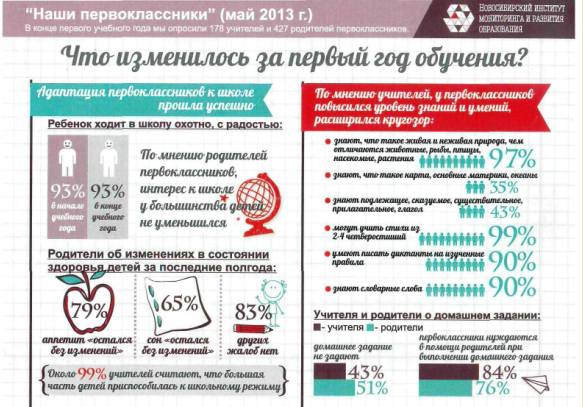 "Наши первоклассники" (май 2013 г.)
В конце первого учебного года мы опросили 178 учителей и 427 родителей первоклассников.
Новосибирский институт
мониторинга и развития
образования
Что изменилось за первый год обучения?
Адаптация первоклассников к школе
прошла успешно
Ребенок ходит в школу охотно, с радостью:
93%
в начале
учебного
года
93%
в конце
учебного
года
По мнению родителей
первоклассников,
интерес к школе
у большинства детей
не уменьшился
Родители об изменениях в состоянии
здоровья детей за последние полгода:
79%
аппетит «остался
без изменений»
65%
сон «остался
без изменений»
83%
других
жалоб нет
Около 99% учителей считают, что большая
часть детей приспособилась к школьному режиму
По мнению учителей, у первоклассников
повысился уровень знаний и умений,
расширился кругозор:
знают, что такое живая и неживая природа, чем
отличаются животные, рыбы, птицы,
насекомые, растения 97%
знают, что такое карта, основные материки, океаны
35%
знают подлежащее, сказуемое, существительное,
прилагательное, глагол 43%
могут учить стихи из
2-4 четверостиший 99%
умеют писать диктанты на изученные
правила 90%
знают словарные слова 90%
Учителя и родители о домашнем задании:
- учителя - родители
домашнее задание
не задают
43%
51%
первоклассники нуждаются
в помощи родителей при
выполнении домашнего задания
84%
76%